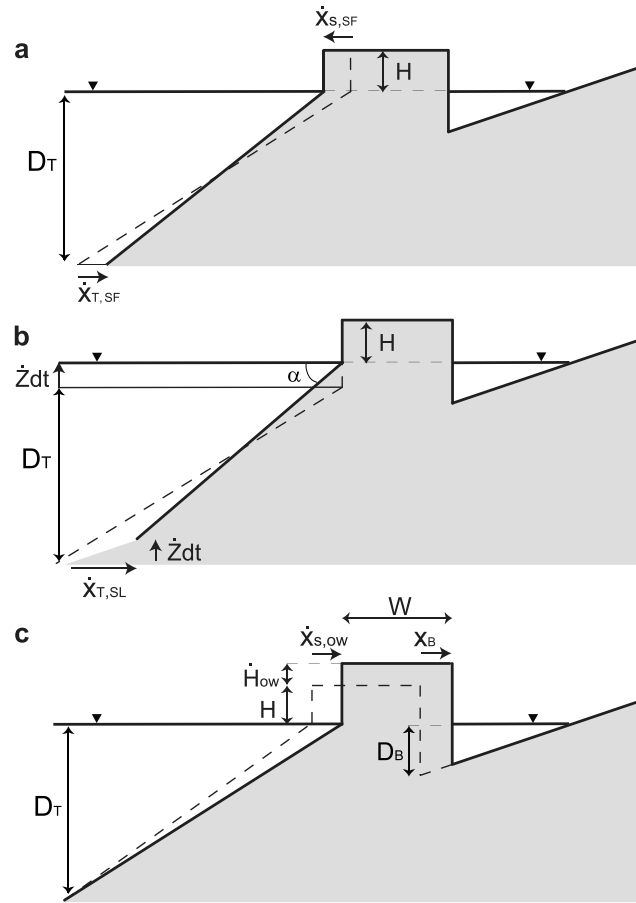 a
ẋS,SF
H
DT
ẋT,SF
b
H
Żdt
α
DT
Żdt
ẋT,SL
c
W
ẋS,OW
xB
ḢOW
H
DB
DT